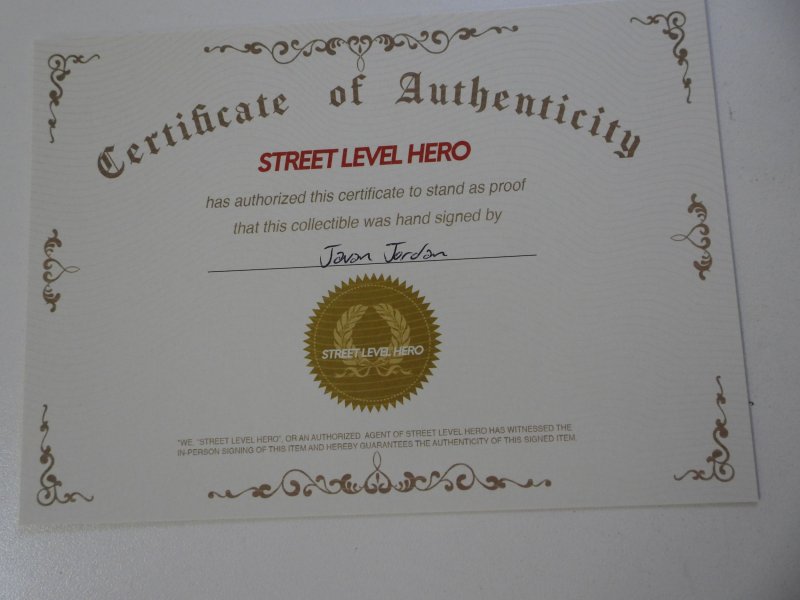 Certificate of Authenticity
STREET LEVEL HERO
has authorized this certificate to stand as proof
that this collectible was hand signed by
Javan Jordan
STREET LEVEL HERO
"WE, "STREET LEVEL HERO", OR AN AUTHORIZED AGENT OF STREET LEVEL HERO HAS WITNESSED THE
IN-PERSON SIGNING OF THIS ITEM AND HEREBY GUARANTEES THE AUTHENTICITY OF THIS SIGNED ITEM.